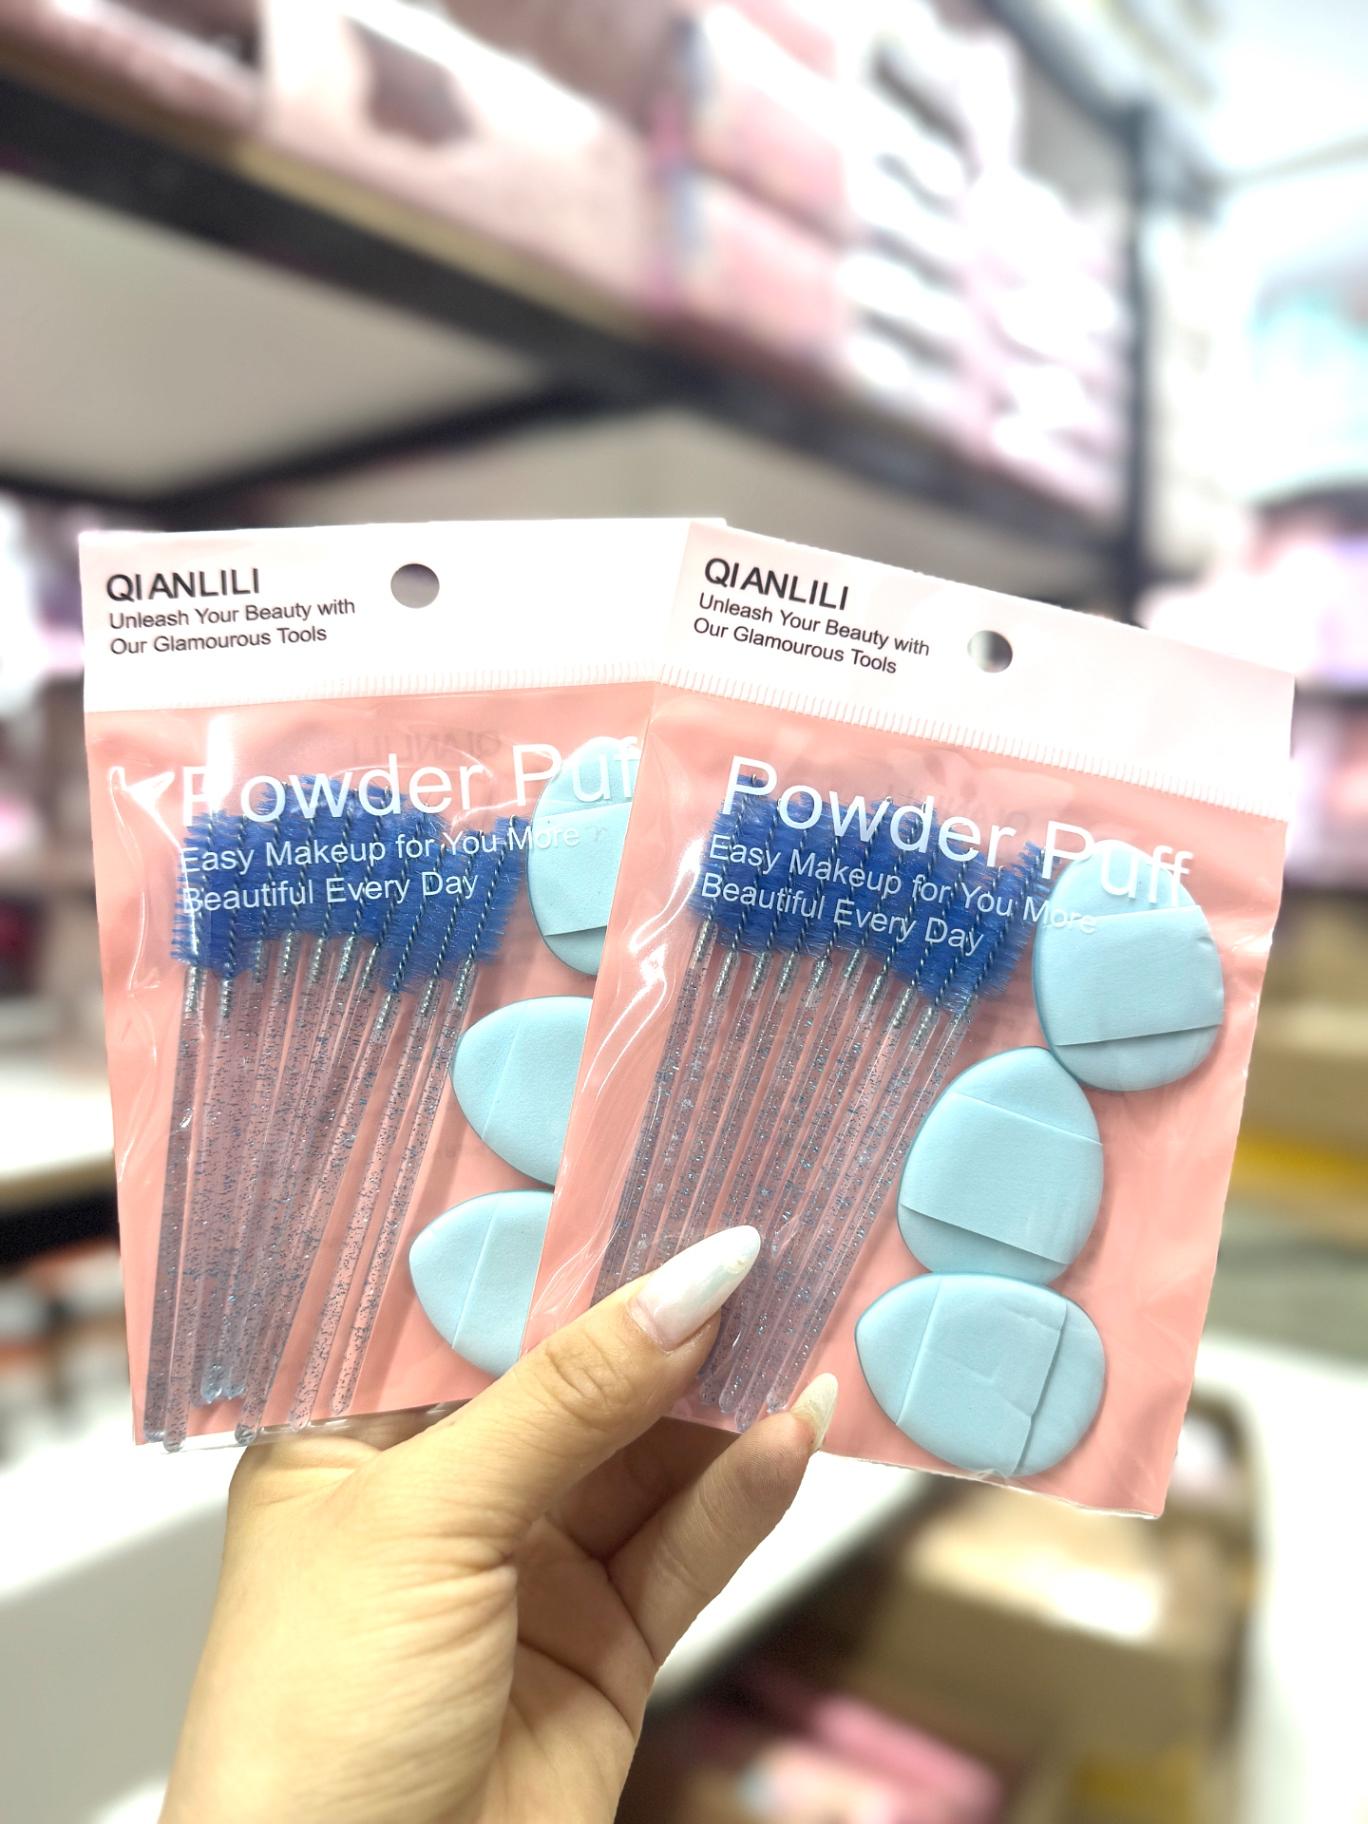 QIANLILI
Unleash Your Beauty with
Our Glamourous Tools
Powder Puf
Easy Makeup for You More
Beautiful Every Day
QIANLILI
Unleash Your Beauty with
Our Glamourous Tools
Powder Puff
Easy Makeup for You More
Beautiful Every Day